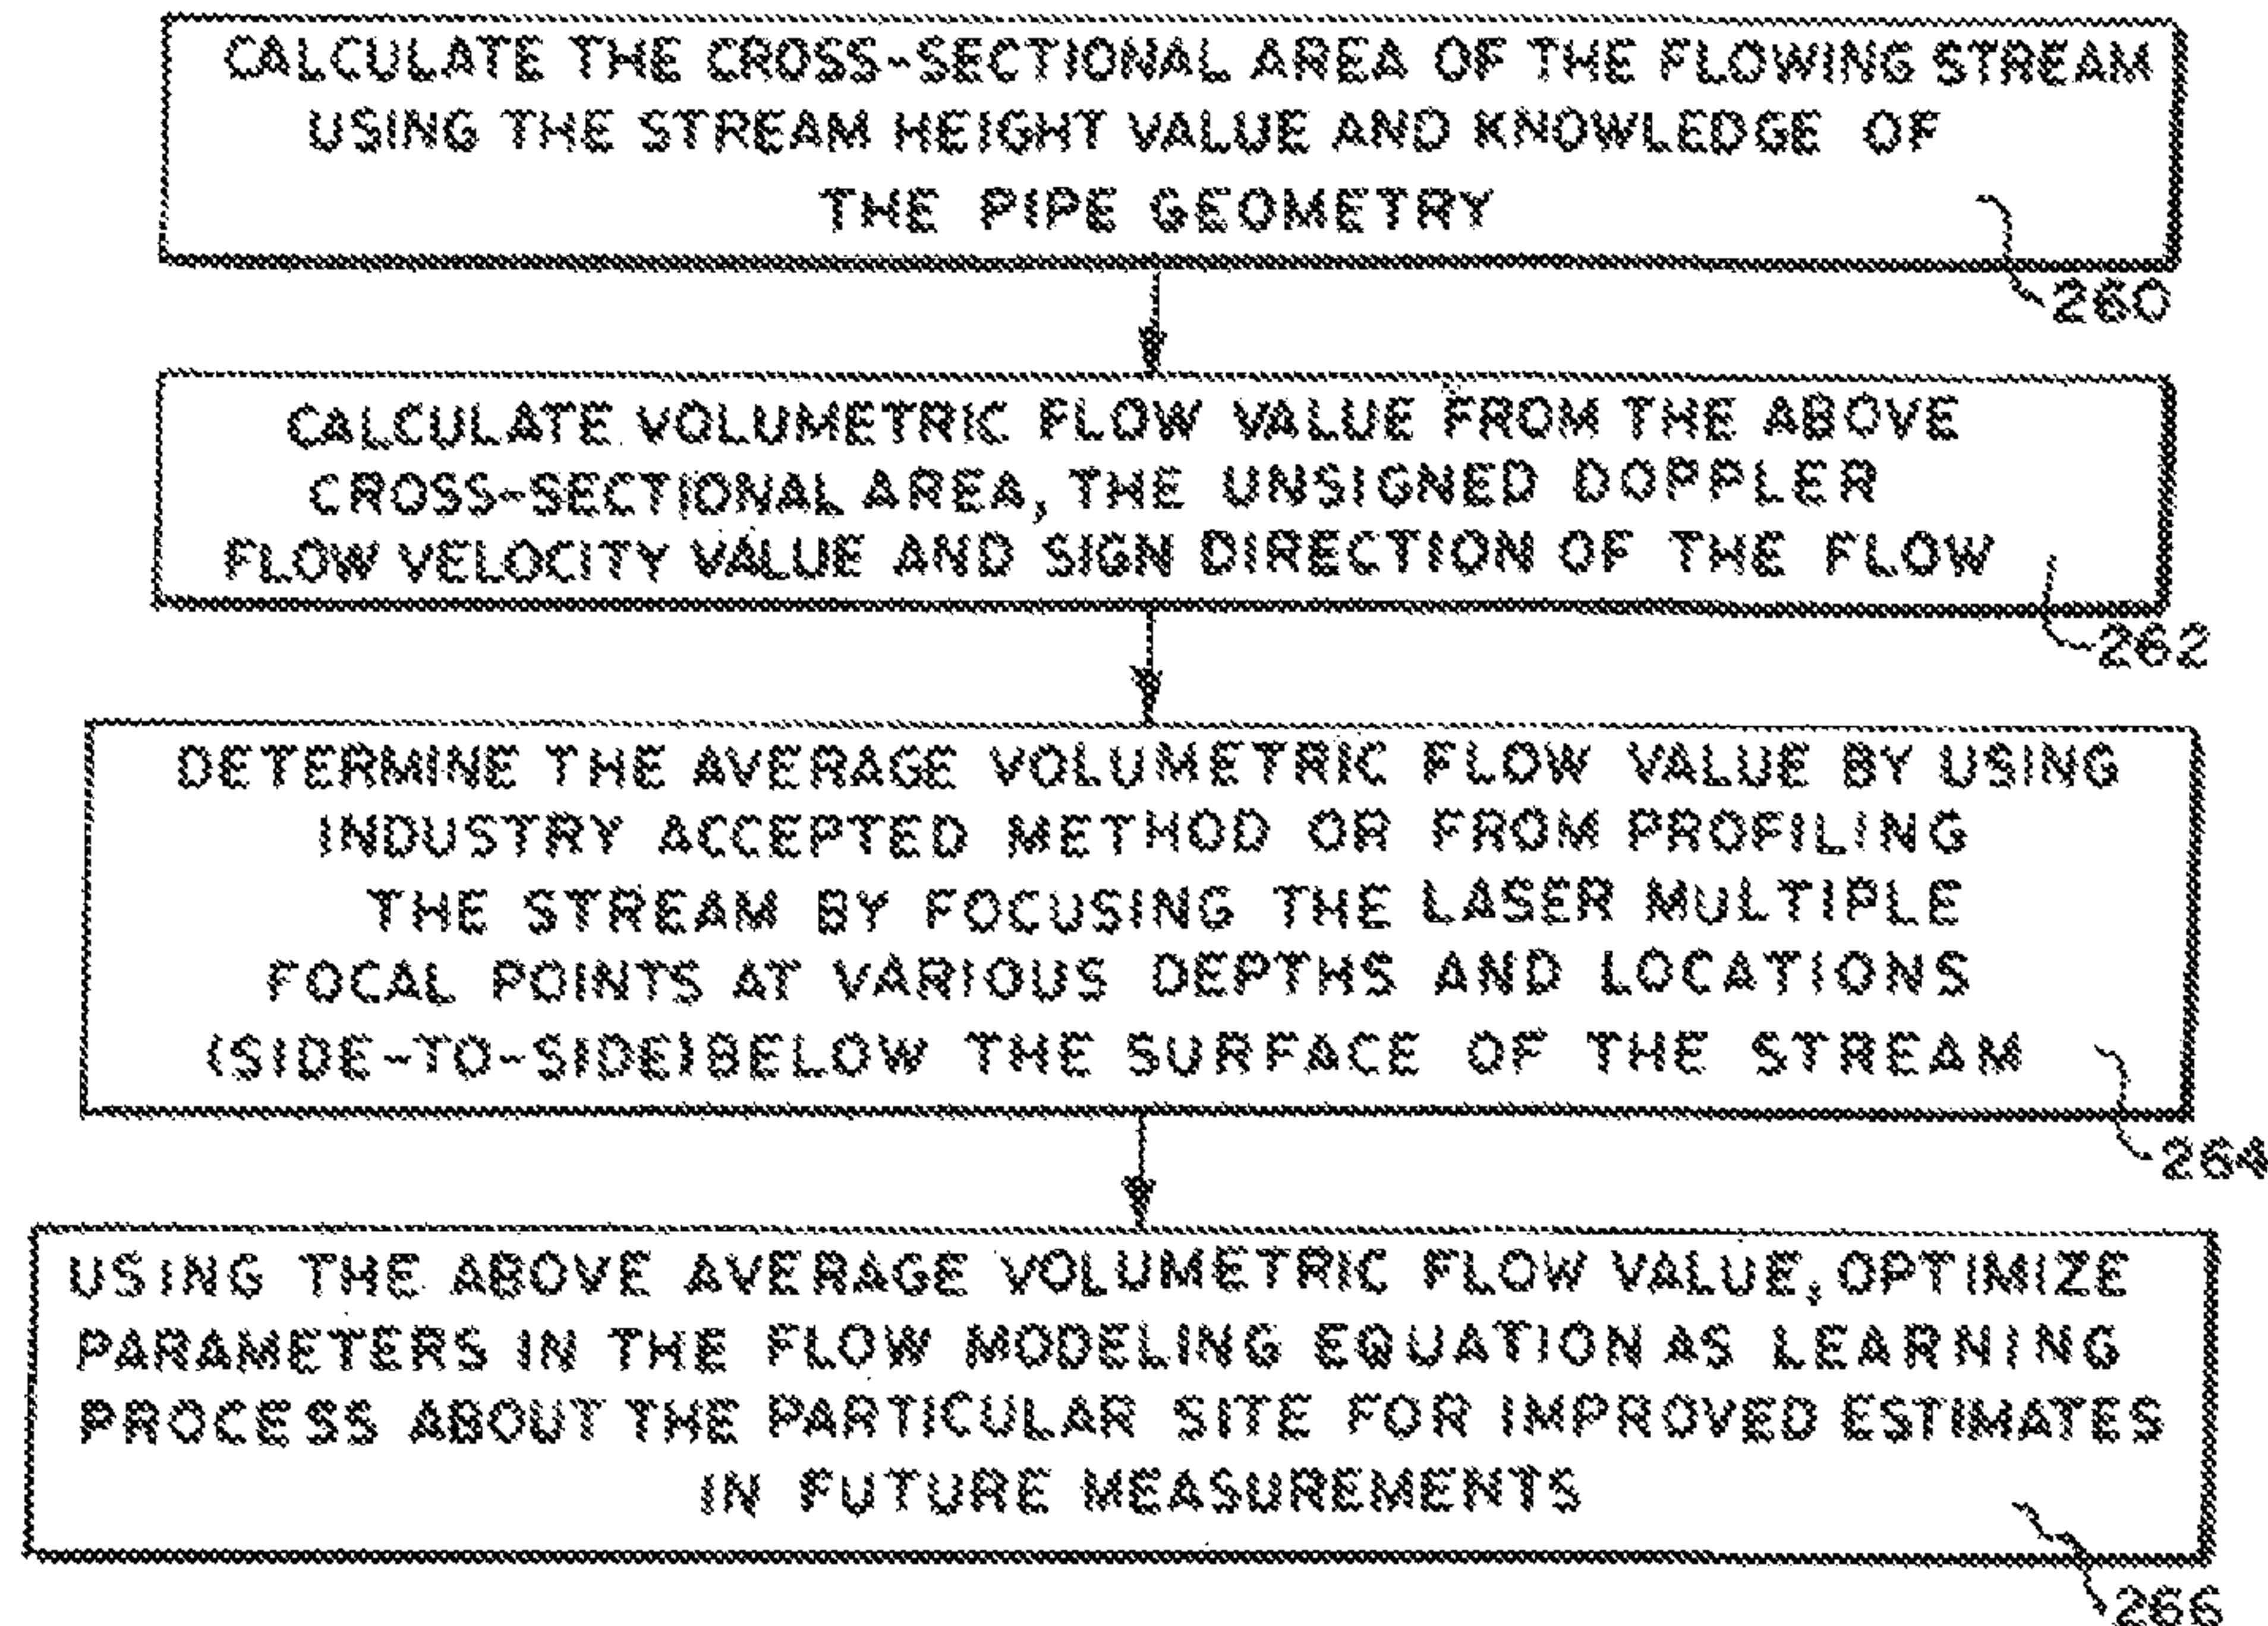 CALCULATE THE CROSS-SECTIONAL AREA OF THE FLOWING STREAM
USING THE STREAM HEIGHT VALUE AND KNOWLEDGE OF
THE PIPE GEOMETRY
260
CALCULATE VOLUMETRIC FLOW VALUE FROM THE ABOVE
CROSS-SECTIONAL AREA, THE UNSIGNED DOPPLER
FLOW VELOCITY VALUE AND SIGN DIRECTION OF THE FLOW
262
DETERMINE THE AVERAGE VOLUMETRIC FLOW VALUE BY USING
INDUSTRY ACCEPTED METHOD OR FROM PROFILING
THE STREAM BY FOCUSING THE LASER MULTIPLE
FOCAL POINTS AT VARIOUS DEPTHS AND LOCATIONS
(SIDE-TO-SIDE) BELOW THE SURFACE OF THE STREAM
264
USING THE ABOVE AVERAGE VOLUMETRIC FLOW VALUE, OPTIMIZE
PARAMETERS IN THE FLOW MODELING EQUATION AS LEARNING
PROCESS ABOUT THE PARTICULAR SITE FOR IMPROVED ESTIMATES
IN FUTURE MEASUREMENTS
266